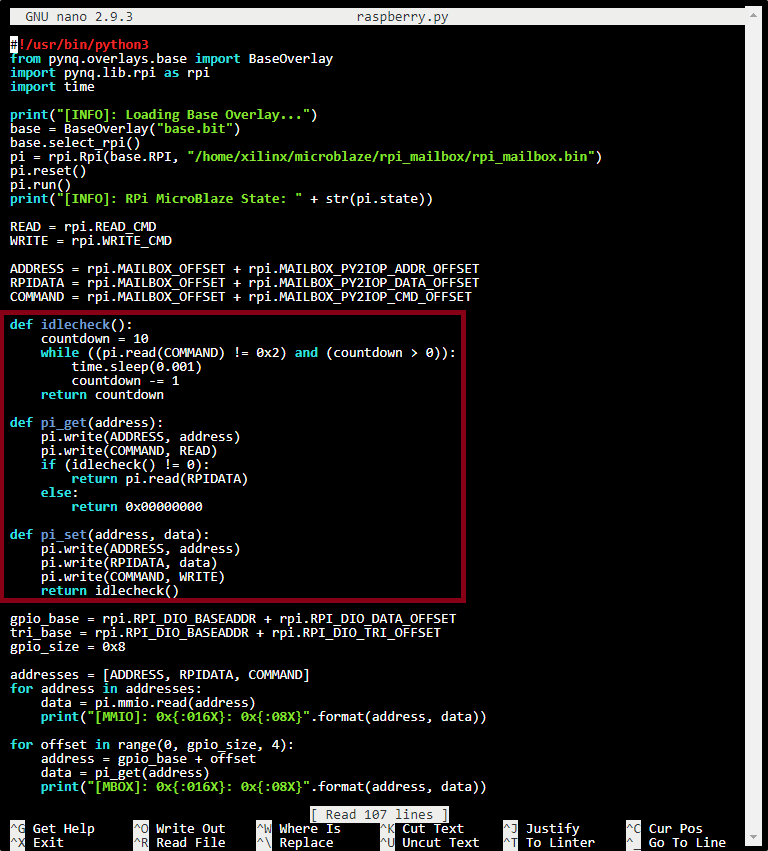 GNU nano 2.9.3 raspberry.py
#!/usr/bin/python3
from pynq.overlays.base import BaseOverlay
import pynq.lib.rpi as rpi
import time
print("[INFO]: Loading Base Overlay...")
base = BaseOverlay("base.bit")
base.select_rpi()
pi = rpi.Rpi(base.RPI, "/home/xilinx/microblaze/rpi_mailbox/rpi_mailbox.bin")
pi.reset()
pi.run()
print("[INFO]: RPi MicroBlaze State: " + str(pi.state))
READ = rpi.READ_CMD
WRITE = rpi.WRITE_CMD
ADDRESS = rpi.MAILBOX_OFFSET + rpi.MAILBOX_PY2IOP_ADDR_OFFSET
RPIDATA = rpi.MAILBOX_OFFSET + rpi.MAILBOX_PY2IOP_DATA_OFFSET
COMMAND = rpi.MAILBOX_OFFSET + rpi.MAILBOX_PY2IOP_CMD_OFFSET
def idlecheck():
    countdown = 10
    while ((pi.read(COMMAND) != 0x2) and (countdown > 0)):
        time.sleep(0.001)
        countdown -= 1
    return countdown
def pi_get(address):
    pi.write(ADDRESS, address)
    pi.write(COMMAND, READ)
    if (idlecheck() != 0):
        return pi.read(RPIDATA)
    else:
        return 0x00000000
def pi_set(address, data):
    pi.write(ADDRESS, address)
    pi.write(RPIDATA, data)
    pi.write(COMMAND, WRITE)
    return idlecheck()
gpio_base = rpi.RPI_DIO_BASEADDR + rpi.RPI_DIO_DATA_OFFSET
tri_base = rpi.RPI_DIO_BASEADDR + rpi.RPI_DIO_TRI_OFFSET
gpio_size = 0x8
addresses = [ADDRESS, RPIDATA, COMMAND]
for address in addresses:
    data = pi.mmio.read(address)
    print("[MMIO]: 0x{:016X}: 0x{:08X}".format(address, data))
for offset in range(0, gpio_size, 4):
    address = gpio_base + offset
    data = pi_get(address)
    print("[MBOX]: 0x{:016X}: 0x{:08X}".format(address, data))
[ Read 107 lines ]
^G Get Help ^O Write Out ^W Where Is ^K Cut Text ^J Justify ^C Cur Pos
^X Exit ^R Read File ^\ Replace ^U Uncut Text ^T To Linter ^_ Go To Line